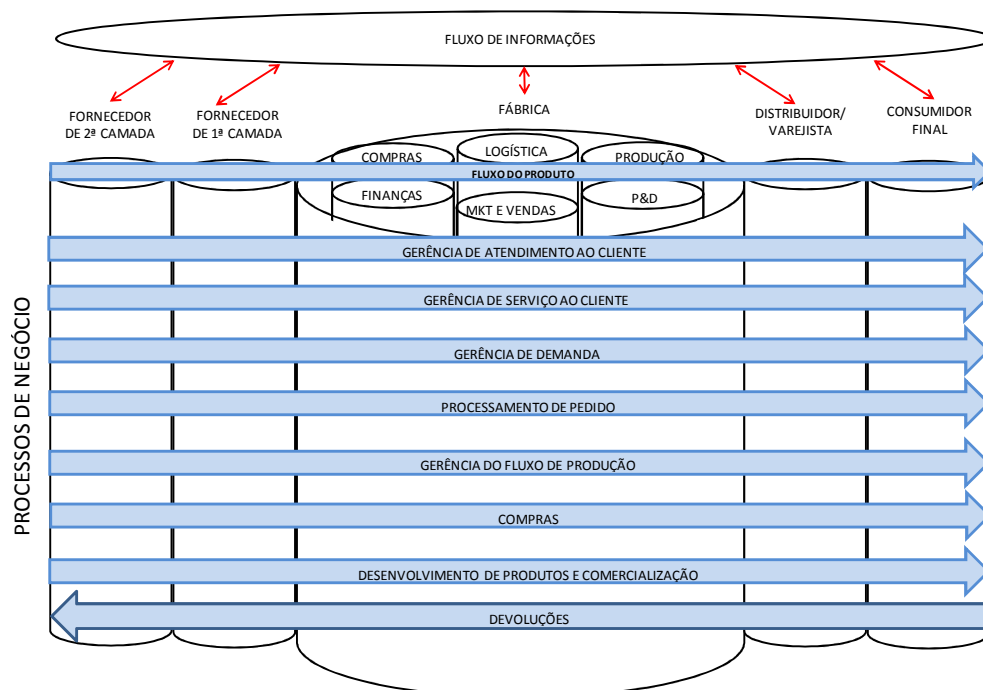 FLUXO DE INFORMAÇÕES
FORNECEDOR
DE 2ª CAMADA
FORNECEDOR
DE 1ª CAMADA
FÁBRICA
DISTRIBUIDOR/
VAREJISTA
CONSUMIDOR
FINAL
COMPRAS
LOGÍSTICA
PRODUÇÃO
FLUXO DO PRODUTO
FINANÇAS
MKT E VENDAS
P&D
PROCESSOS DE NEGÓCIO
GERÊNCIA DE ATENDIMENTO AO CLIENTE
GERÊNCIA DE SERVIÇO AO CLIENTE
GERÊNCIA DE DEMANDA
PROCESSAMENTO DE PEDIDO
GERÊNCIA DO FLUXO DE PRODUÇÃO
COMPRAS
DESENVOLVIMENTO DE PRODUTOS E COMERCIALIZAÇÃO
DEVOLUÇÕES